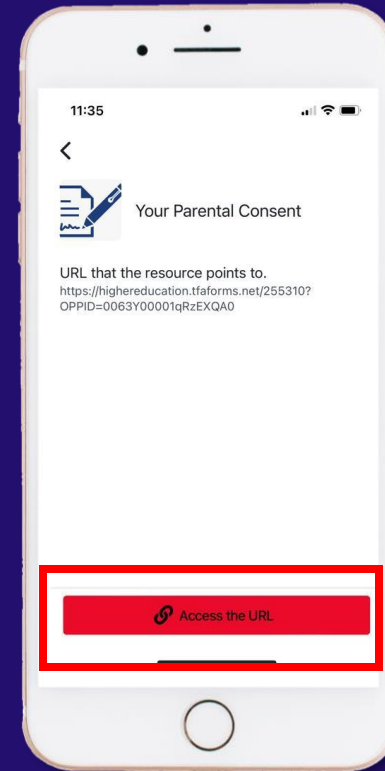 11:35
Your Parental Consent
URL that the resource points to.
https://highereducation.tfaforms.net/255310?
OPPID=0063Y00001qRzEXQA0
Access the URL